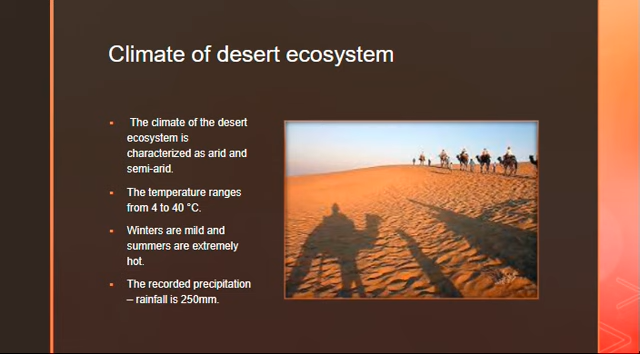 Climate of desert ecosystem
▪ The climate of the desert
ecosystem is
characterized as arid and
semi-arid.
▪ The temperature ranges
from 4 to 40 °C.
▪ Winters are mild and
summers are extremely
hot.
▪ The recorded precipitation
– rainfall is 250mm.